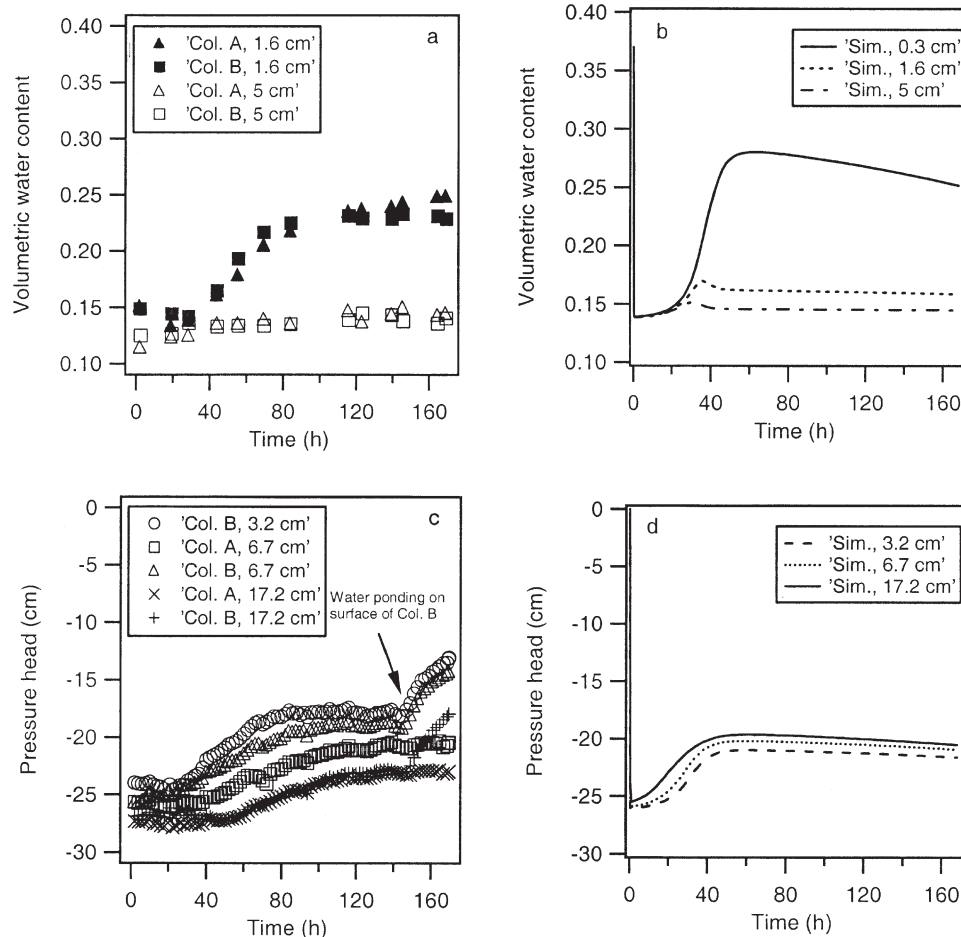 a
'Col. A, 1.6 cm'
'Col. B, 1.6 cm'
'Col. A, 5 cm'
'Col. B, 5 cm'
Volumetric water content
0.40
0.35
0.30
0.25
0.20
0.15
0.10
0 40 80 120 160
Time (h)
b
'Sim., 0.3 cm'
'Sim., 1.6 cm'
'Sim., 5 cm'
Volumetric water content
0.40
0.35
0.30
0.25
0.20
0.15
0.10
0 40 80 120 160
Time (h)
c
'Col. B, 3.2 cm'
'Col. A, 6.7 cm'
'Col. B, 6.7 cm'
'Col. A, 17.2 cm'
'Col. B, 17.2 cm'
Water ponding on
surface of Col. B
Pressure head (cm)
0
-5
-10
-15
-20
-25
-30
0 40 80 120 160
Time (h)
d
'Sim., 3.2 cm'
'Sim., 6.7 cm'
'Sim., 17.2 cm'
Pressure head (cm)
0
-5
-10
-15
-20
-25
-30
0 40 80 120 160
Time (h)